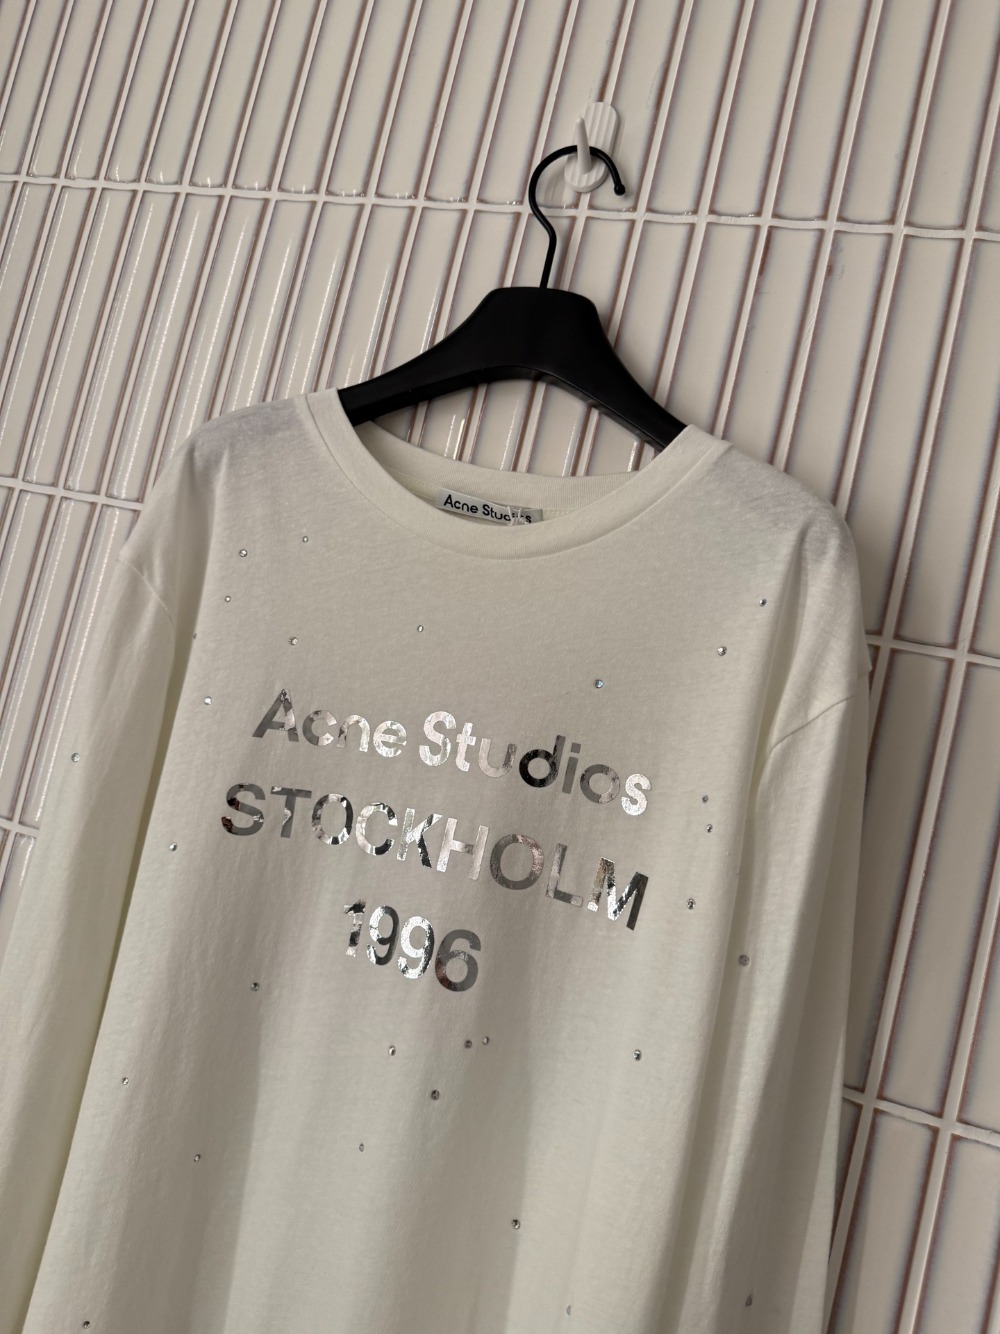 Acne Studios
Acne Studios
STOCKHOLM
1996